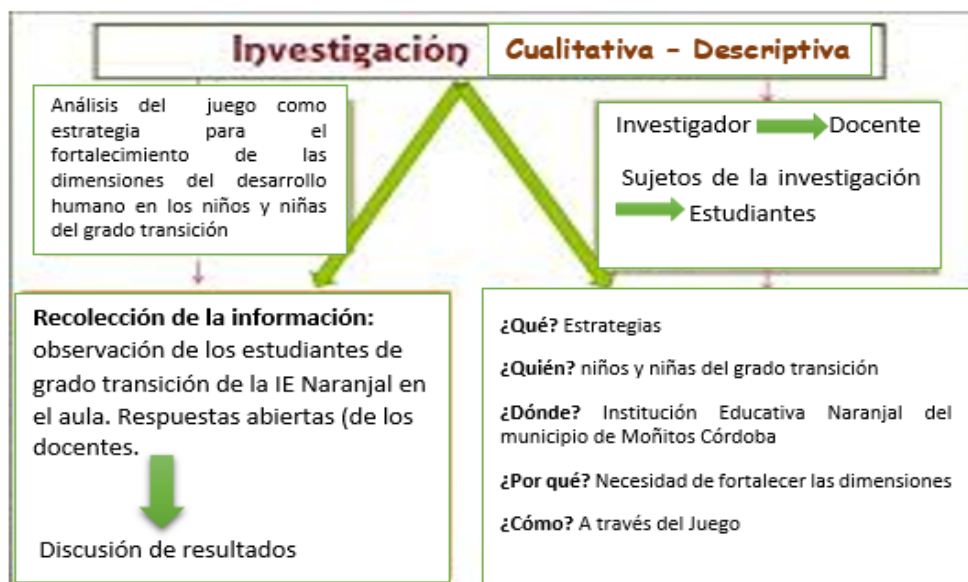 Investigación Cualitativa – Descriptiva
Análisis del juego como
estrategia para el
fortalecimiento de las
dimensiones del desarrollo
humano en los niños y niñas
del grado transición
Investigador Docente
Sujetos de la investigación
Estudiantes
Recolección de la información:
observación de los estudiantes de
grado transición de la IE Naranjal en
el aula. Respuestas abiertas (de los
docentes.
Discusión de resultados
¿Qué? Estrategias
¿Quién? niños y niñas del grado transición
¿Dónde? Institución Educativa Naranjal del
municipio de Moñitos Córdoba
¿Por qué? Necesidad de fortalecer las dimensiones
¿Cómo? A través del Juego